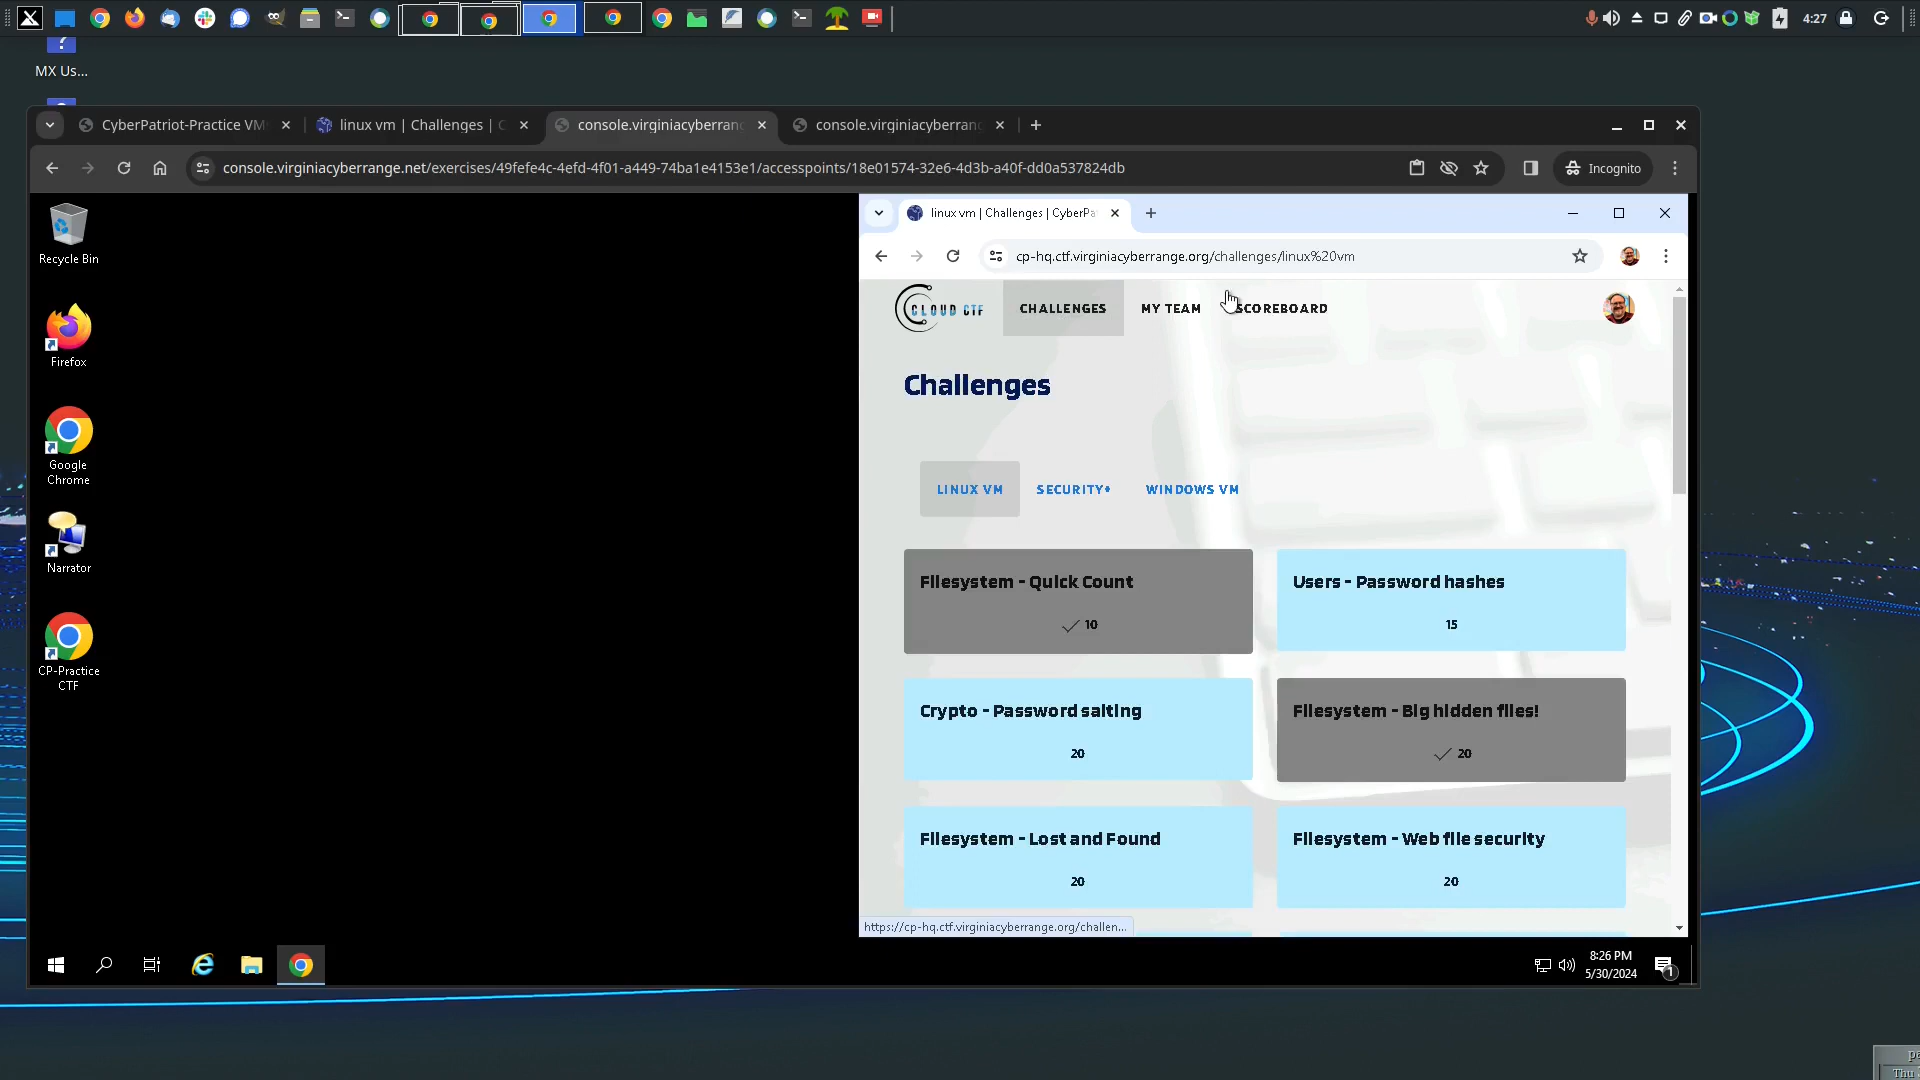 4:27
MX Us...
CyberPatriot-Practice VM
linux vm | Challenges | C
console.virginiacyberran
console.virginiacyberran
console.virginiacyberrange.net/exercises/49fefe4c-4efd-4f01-a449-74ba1e4153e1/accesspoints/18e01574-32e6-4d3b-a40f-dd0a537824db
Incognito
Recycle Bin
Firefox
Google
Chrome
Narrator
CP-Practice
CTF
linux vm | Challenges | CyberPa
cp-hq.ctf.virginiacyberrange.org/challenges/linux%20vm
CLOUD CTF
CHALLENGES
MY TEAM
SCOREBOARD
Challenges
LINUX VM
SECURITY+
WINDOWS VM
Filesystem - Quick Count
10
Users - Password hashes
15
Crypto - Password salting
20
Filesystem - Big hidden files!
20
Filesystem - Lost and Found
20
Filesystem - Web file security
20
https://cp-hq.ctf.virginiacyberrange.org/challen...
8:26 PM
5/30/2024
1
pa
Thu